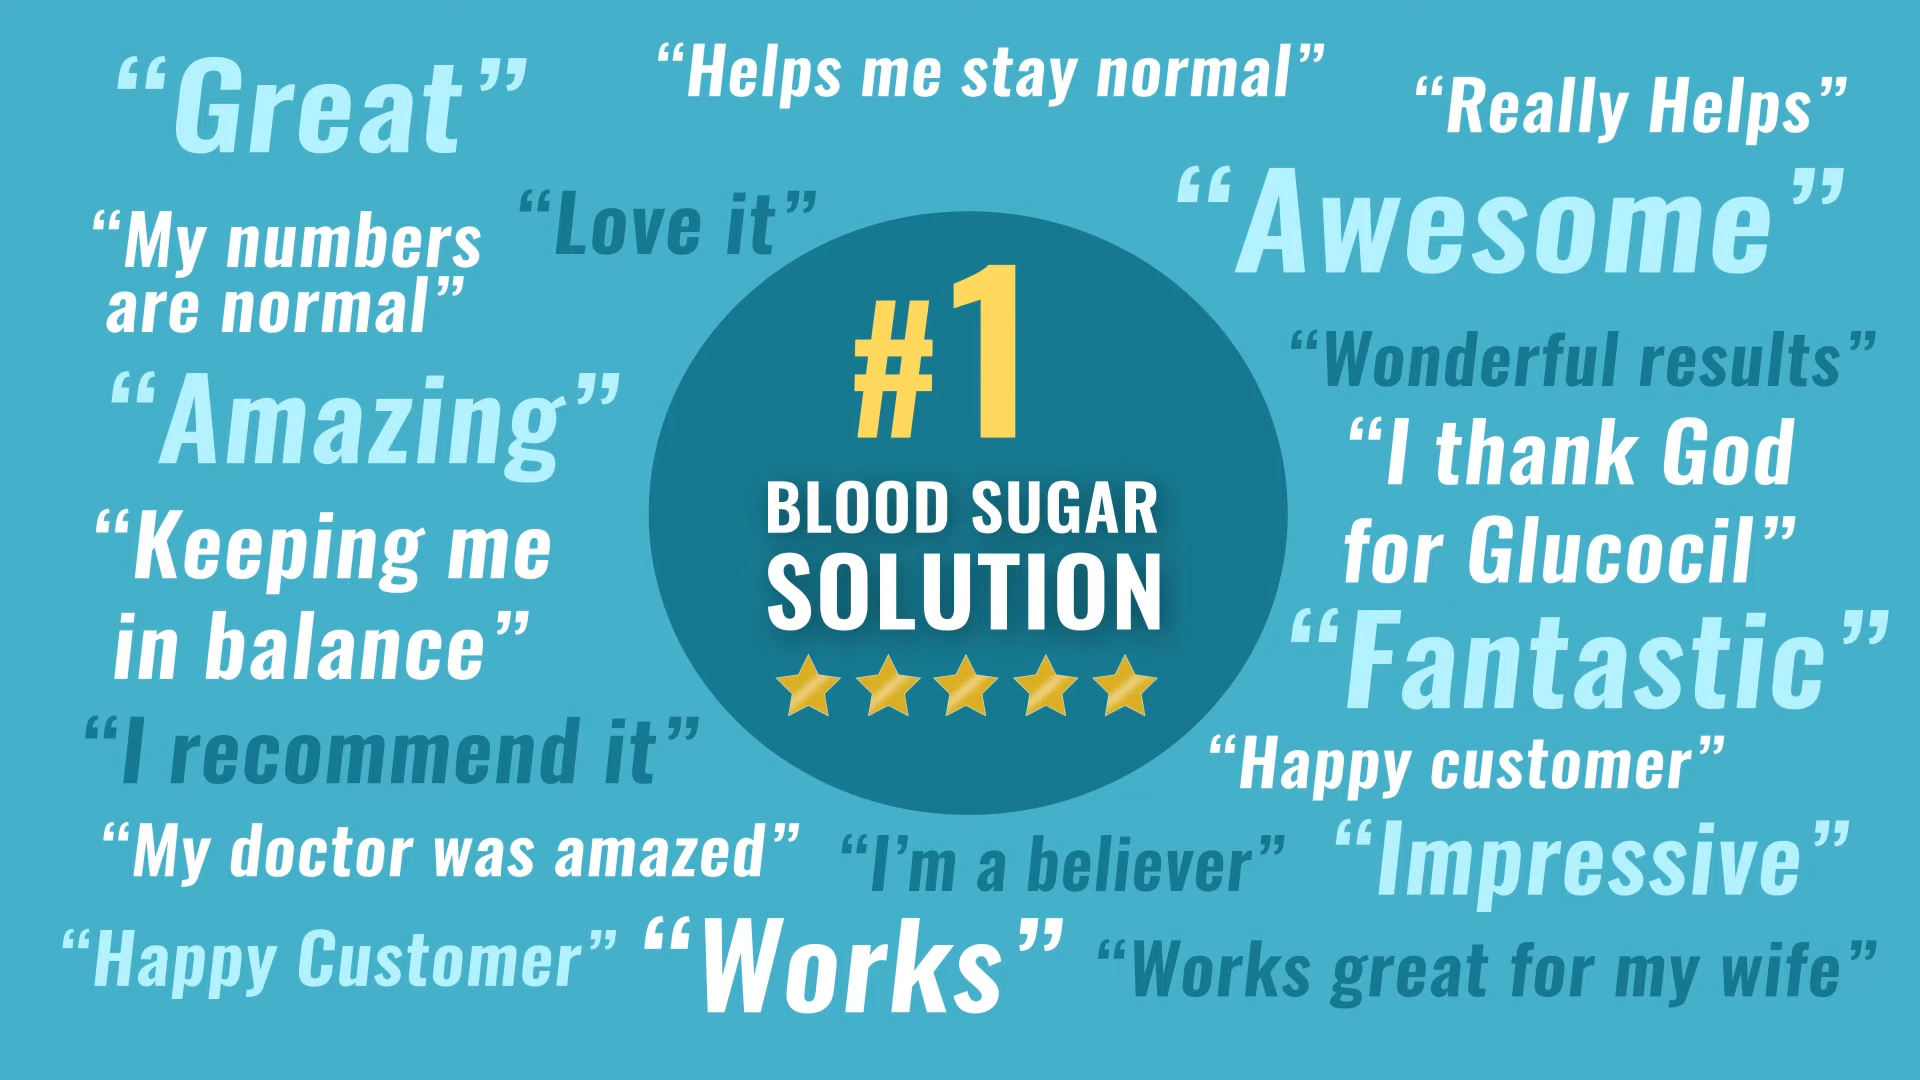 “Great”
“Helps me stay normal”
“Really Helps”
“Love it”
“Awesome”
“My numbers
are normal”
#1
“Wonderful results”
“Amazing”
“I thank God
for Glucocil”
BLOOD SUGAR
SOLUTION
“Keeping me
in balance”
“Fantastic”
“I recommend it”
“Happy customer”
“My doctor was amazed”
“I’m a believer”
“Impressive”
“Happy Customer”
“Works”
“Works great for my wife”